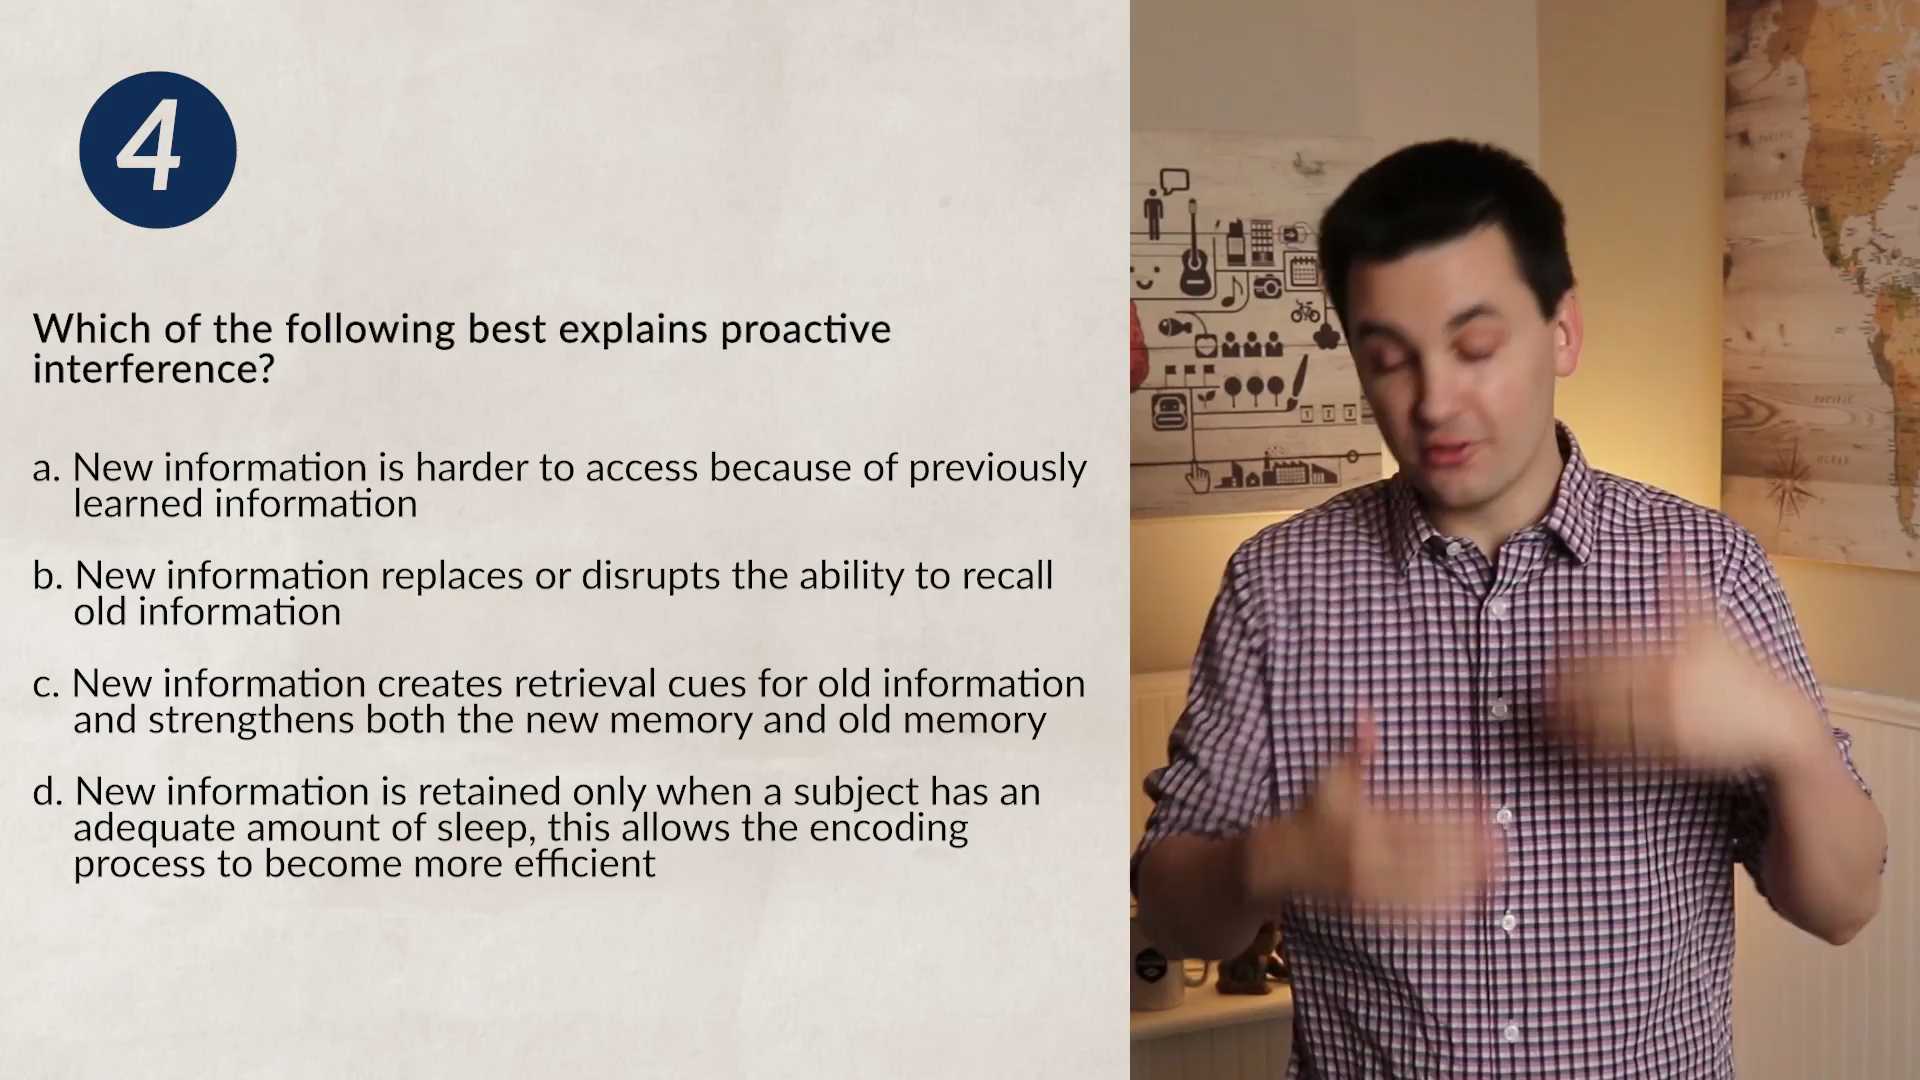 4
Which of the following best explains proactive
interference?
a. New information is harder to access because of previously
learned information
b. New information replaces or disrupts the ability to recall
old information
c. New information creates retrieval cues for old information
and strengthens both the new memory and old memory
d. New information is retained only when a subject has an
adequate amount of sleep, this allows the encoding
process to become more efficient
PACIFIC
OCEAN